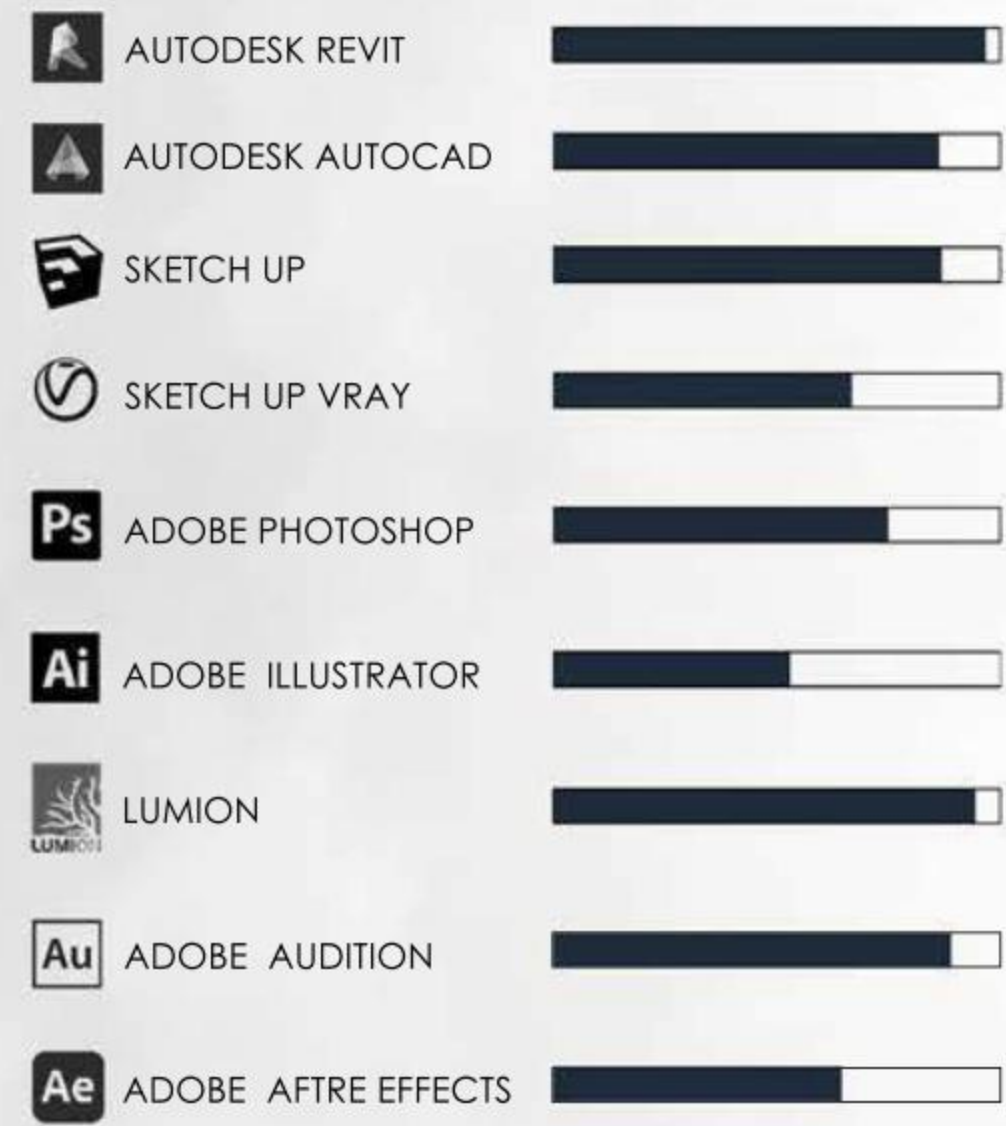 AUTODESK REVIT
AUTODESK AUTOCAD
SKETCH UP
SKETCH UP VRAY
Ps ADOBE PHOTOSHOP
Ai ADOBE ILLUSTRATOR
LUMION
LUMION
Au ADOBE AUDITION
Ae ADOBE AFTRE EFFECTS